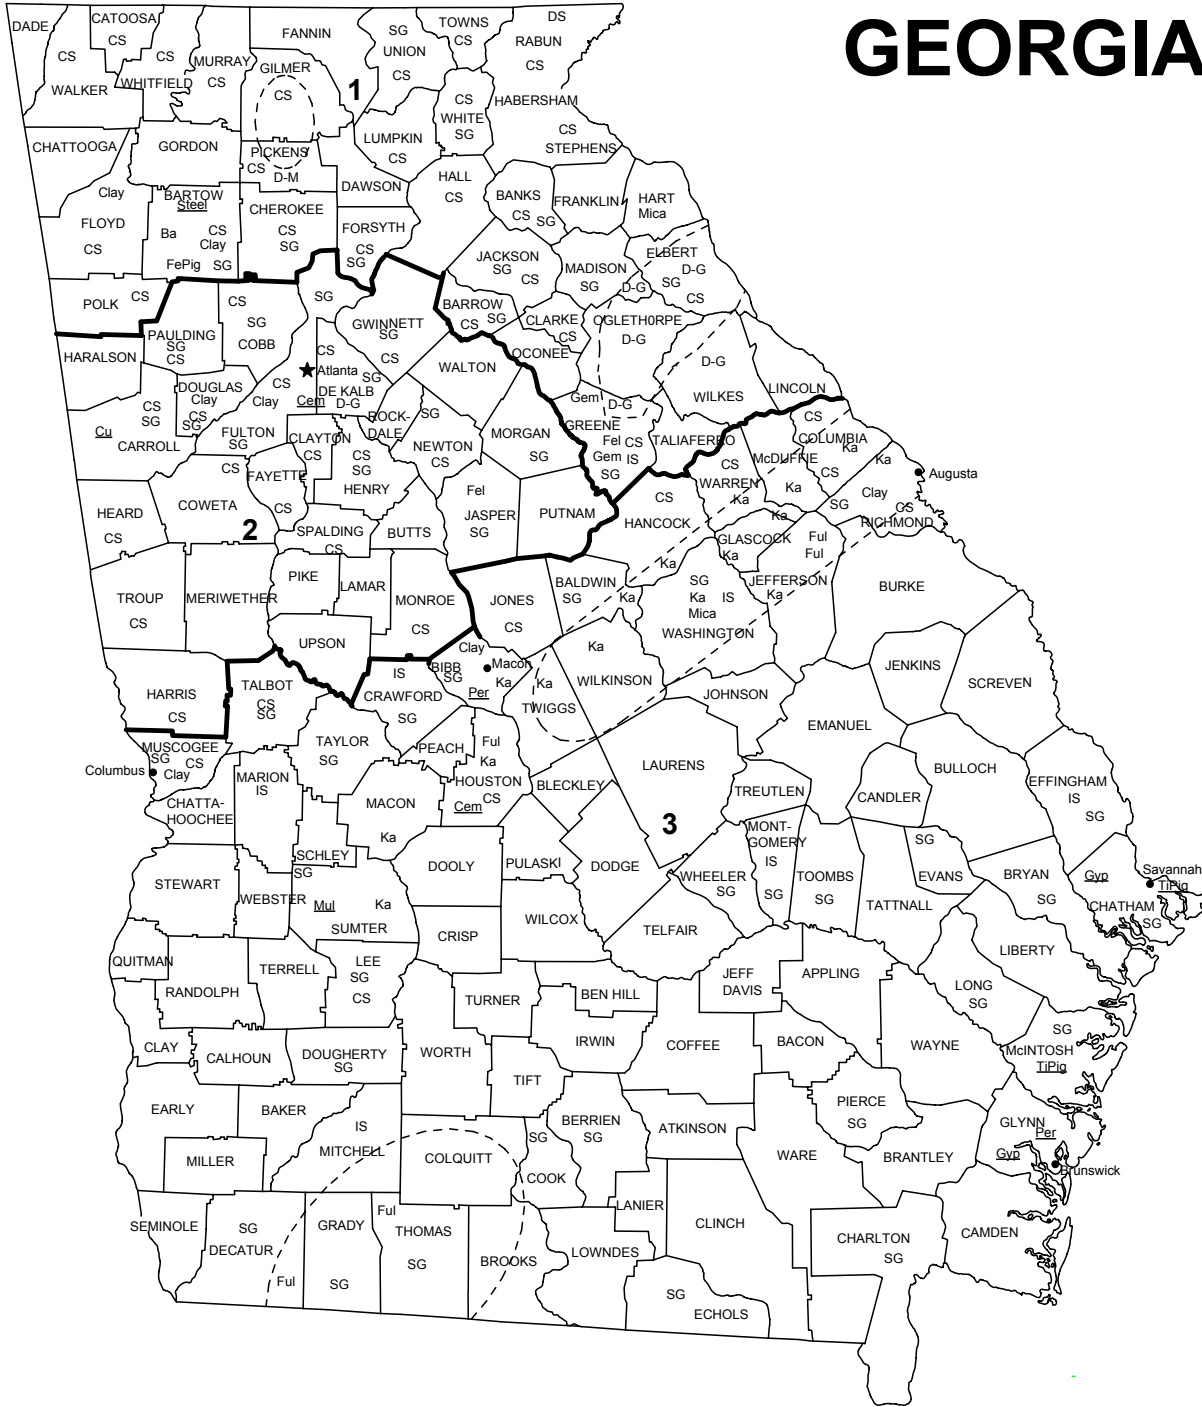 GEORGIA
DADE
CATOOSA
CS
CS
WALKER
CS
WHITFIELD
MURRAY
CS
FANNIN
GILMER
CS
1
SG
UNION
CS
TOWNS
CS
DS
RABUN
CS
HABERSHAM
CS
STEPHENS
CS
WHITE
SG
LUMPKIN
CS
CHATTOOGA
GORDON
PICKENS
CS
D-M
DAWSON
HALL
CS
BANKS
CS
SG
FRANKLIN
HART
Mica
Clay
FLOYD
CS
BARTOW
Steel
Ba
CS
Clay
FePig
SG
CHEROKEE
CS
SG
FORSYTH
CS
SG
JACKSON
SG
CS
MADISON
SG
D-G
ELBERT
D-G
SG
CS
POLK
CS
PAULDING
SG
CS
CS
SG
COBB
SG
GWINNETT
SG
CS
BARROW
CS
SG
CLARKE
CS
OGLETHORPE
D-G
OCONEE
WALTON
D-G
WILKES
LINCOLN
HARALSON
CS
Atlanta
SG
DE KALB
D-G
CS
Clay
Cem
DOUGLAS
Clay
CS
SG
CS
SG
Cu
CARROLL
FULTON
SG
CLAYTON
CS
ROCK-
DALE
SG
NEWTON
CS
MORGAN
SG
Gem
D-G
GREENE
Fel
CS
Gem
IS
SG
TALIAFERRO
CS
COLUMBIA
Ka
CS
McDUFFIE
Ka
Ka
Augusta
CS
WARREN
Ka
SG
Clay
CS
RICHMOND
HEARD
CS
CS
COWETA
2
FAYETTE
CS
CS
SG
HENRY
SPALDING
CS
BUTTS
Fel
JASPER
SG
PUTNAM
CS
HANCOCK
Ka
Ka
GLASCOCK
Ka
Ful
Ful
JEFFERSON
Ka
BURKE
TROUP
CS
MERIWETHER
PIKE
LAMAR
MONROE
CS
UPSON
JONES
CS
BALDWIN
SG
Ka
SG
Ka
IS
Mica
WASHINGTON
JENKINS
SCREVEN
HARRIS
CS
TALBOT
CS
SG
IS
CRAWFORD
SG
Clay
BIBB
SG
Macon
Ka
Per
Ka
TWIGGS
Ka
WILKINSON
JOHNSON
EMANUEL
MUSCOGEE
SG
CS
Columbus
Clay
CHATTA-
HOOCHEE
MARION
IS
TAYLOR
SG
PEACH
Ful
Ka
HOUSTON
Cem
CS
MACON
Ka
BLECKLEY
LAURENS
3
TREUTLEN
CANDLER
BULLOCH
EFFINGHAM
IS
SG
STEWART
WEBSTER
SCHLEY
SG
Mul
Ka
SUMTER
DOOLY
PULASKI
DODGE
WHEELER
SG
MONT-
GOMERY
IS
SG
TOOMBS
SG
TATTNALL
SG
EVANS
BRYAN
SG
Gyp
Savannah
TiPig
CHATHAM
SG
QUITMAN
RANDOLPH
TERRELL
LEE
SG
CS
CRISP
WILCOX
TELFAIR
JEFF
DAVIS
APPLING
LIBERTY
LONG
SG
CLAY
CALHOUN
DOUGHERTY
SG
WORTH
TURNER
BEN HILL
IRWIN
COFFEE
BACON
WAYNE
SG
McINTOSH
TiPig
EARLY
BAKER
IS
MITCHELL
TIFT
BERRIEN
SG
ATKINSON
PIERCE
SG
GLYNN
Per
Gyp
Brunswick
MILLER
COLQUITT
SG
COOK
WARE
BRANTLEY
SEMINOLE
SG
DECATUR
Ful
GRADY
SG
Ful
THOMAS
SG
BROOKS
LOWNDES
LANIER
CLINCH
SG
ECHOLS
CHARLTON
SG
CAMDEN